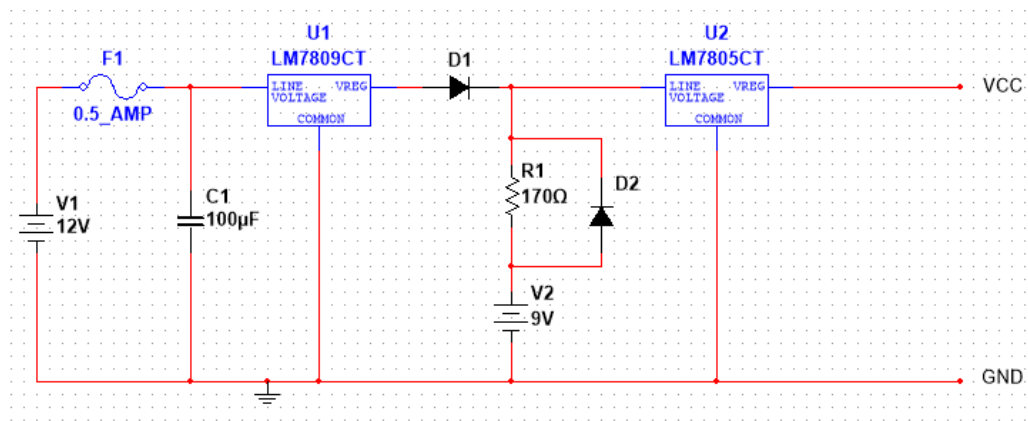 F1
0.5_AMP
U1
LM7809CT
LINE VREG
VOLTAGE
COMMON
D1
U2
LM7805CT
LINE VREG
VOLTAGE
COMMON
VCC
V1
12V
C1
100µF
R1
170Ω
D2
V2
9V
GND